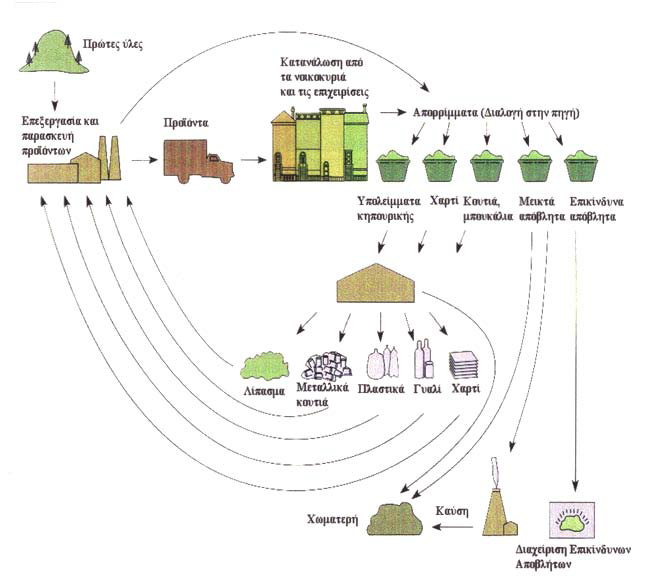 Πρώτες ύλες
Επεξεργασία και
παρασκευή
προϊόντων
Προϊόντα
Κατανάλωση από
τα νοικοκυριά
και τις επιχειρίσεις
Απορρίμματα (Διαλογή στην πηγή)
Υπολείμματα
κηπουρικής
Χαρτί
Κουτιά,
μπουκάλια
Μεικτά
απόβλητα
Επικίνδυνα
απόβλητα
Λίπασμα
Μεταλλικά
κουτιά
Πλαστικά
Γυαλί
Χαρτί
Χωματερή
Καύση
Διαχείριση Επικίνδυνων
Αποβλήτων